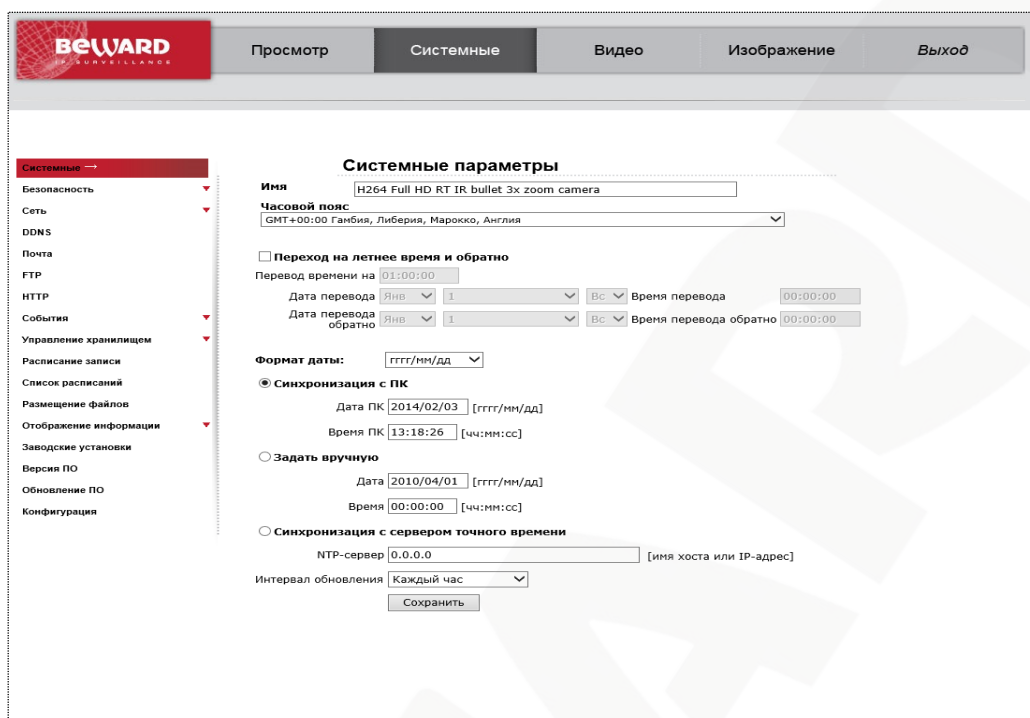 BEWARD
IP SURVEILLANCE
Просмотр Системные Видео Изображение Выход
Системные →
Безопасность
Сеть
DDNS
Почта
FTP
HTTP
События
Управление хранилищем
Расписание записи
Список расписаний
Размещение файлов
Отображение информации
Заводские установки
Версия ПО
Обновление ПО
Конфигурация
Системные параметры
Имя H264 Full HD RT IR bullet 3x zoom camera
Часовой пояс
GMT+00:00 Гамбия, Либерия, Марокко, Англия
Переход на летнее время и обратно
Перевод времени на 01:00:00
Дата перевода Янв 1 Вс Время перевода 00:00:00
Дата перевода обратно Янв 1 Вс Время перевода обратно 00:00:00
Формат даты: гггг/мм/дд
Синхронизация с ПК
Дата ПК 2014/02/03 [гггг/мм/дд]
Время ПК 13:18:26 [чч:мм:сс]
Задать вручную
Дата 2010/04/01 [гггг/мм/дд]
Время 00:00:00 [чч:мм:сс]
Синхронизация с сервером точного времени
NTP-сервер 0.0.0.0 [имя хоста или IP-адрес]
Интервал обновления Каждый час
Сохранить